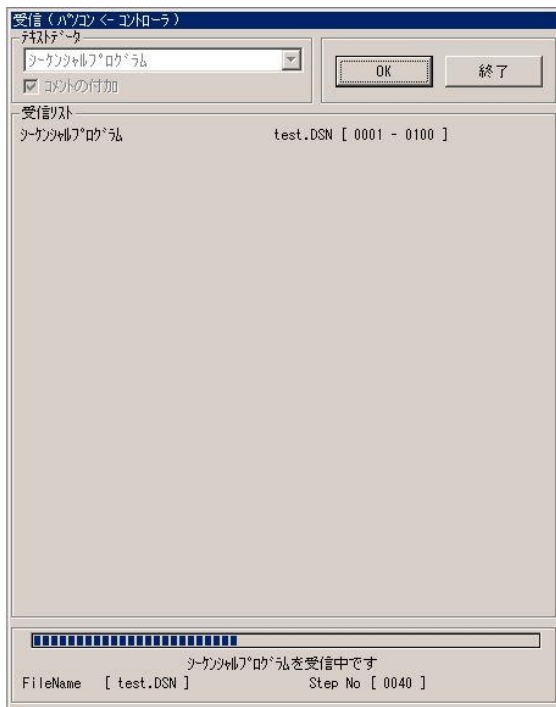 受信 ( ﾊﾟｿｺﾝ <- ｺﾝﾄﾛｰﾗ )
ﾃｷｽﾄﾃﾞｰﾀ
ｼｰｹﾝｼｬﾙﾌﾟﾛｸﾞﾗﾑ
ｺﾒﾝﾄの付加
OK
終了
受信ﾘｽﾄ
ｼｰｹﾝｼｬﾙﾌﾟﾛｸﾞﾗﾑ test.DSN [ 0001 - 0100 ]
ｼｰｹﾝｼｬﾙﾌﾟﾛｸﾞﾗﾑを受信中です
FileName [ test.DSN ] Step No [ 0040 ]